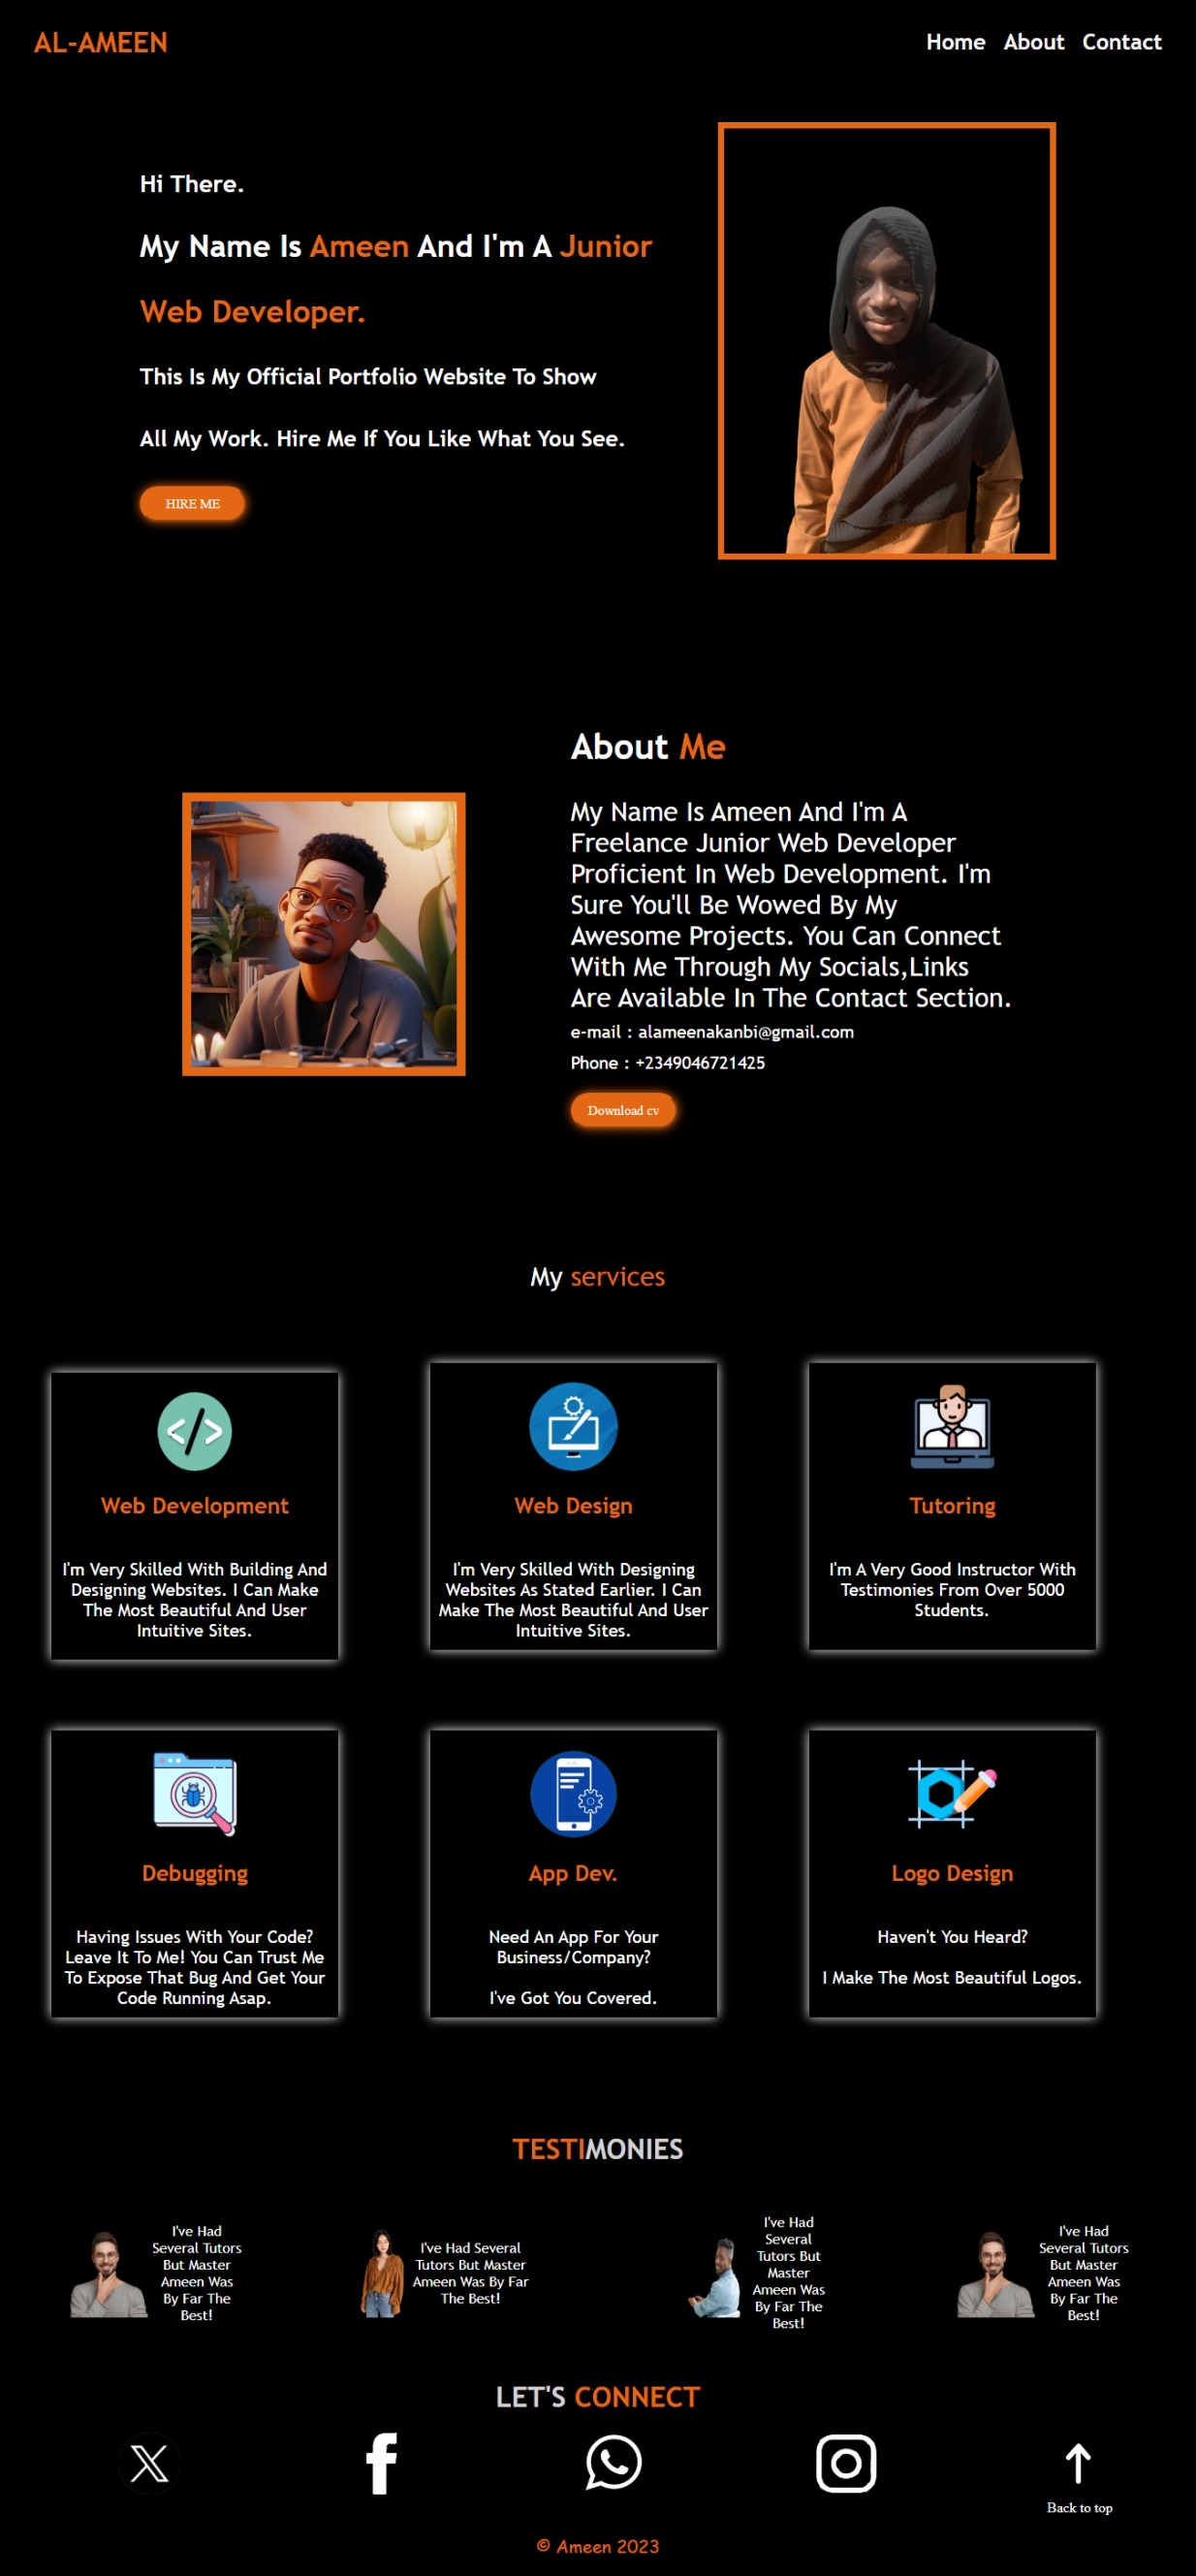 AL-AMEEN
Home About Contact
Hi There.
My Name Is Ameen And I'm A Junior
Web Developer.
This Is My Official Portfolio Website To Show
All My Work. Hire Me If You Like What You See.
HIRE ME
About Me
My Name Is Ameen And I'm A
Freelance Junior Web Developer
Proficient In Web Development. I'm
Sure You'll Be Wowed By My
Awesome Projects. You Can Connect
With Me Through My Socials,Links
Are Available In The Contact Section.
e-mail : alameenakanbi@gmail.com
Phone : +2349046721425
Download cv
My services
Web Development
I'm Very Skilled With Building And
Designing Websites. I Can Make
The Most Beautiful And User
Intuitive Sites.
Web Design
I'm Very Skilled With Designing
Websites As Stated Earlier. I Can
Make The Most Beautiful And User
Intuitive Sites.
Tutoring
I'm A Very Good Instructor With
Testimonies From Over 5000
Students.
Debugging
Having Issues With Your Code?
Leave It To Me! You Can Trust Me
To Expose That Bug And Get Your
Code Running Asap.
App Dev.
Need An App For Your
Business/Company?
I've Got You Covered.
Logo Design
Haven't You Heard?
I Make The Most Beautiful Logos.
TESTIMONIES
I've Had
Several Tutors
But Master
Ameen Was
By Far The
Best!
I've Had Several
Tutors But Master
Ameen Was By Far
The Best!
I've Had
Several
Tutors But
Master
Ameen Was
By Far The
Best!
I've Had
Several Tutors
But Master
Ameen Was
By Far The
Best!
LET'S CONNECT
Back to top
© Ameen 2023